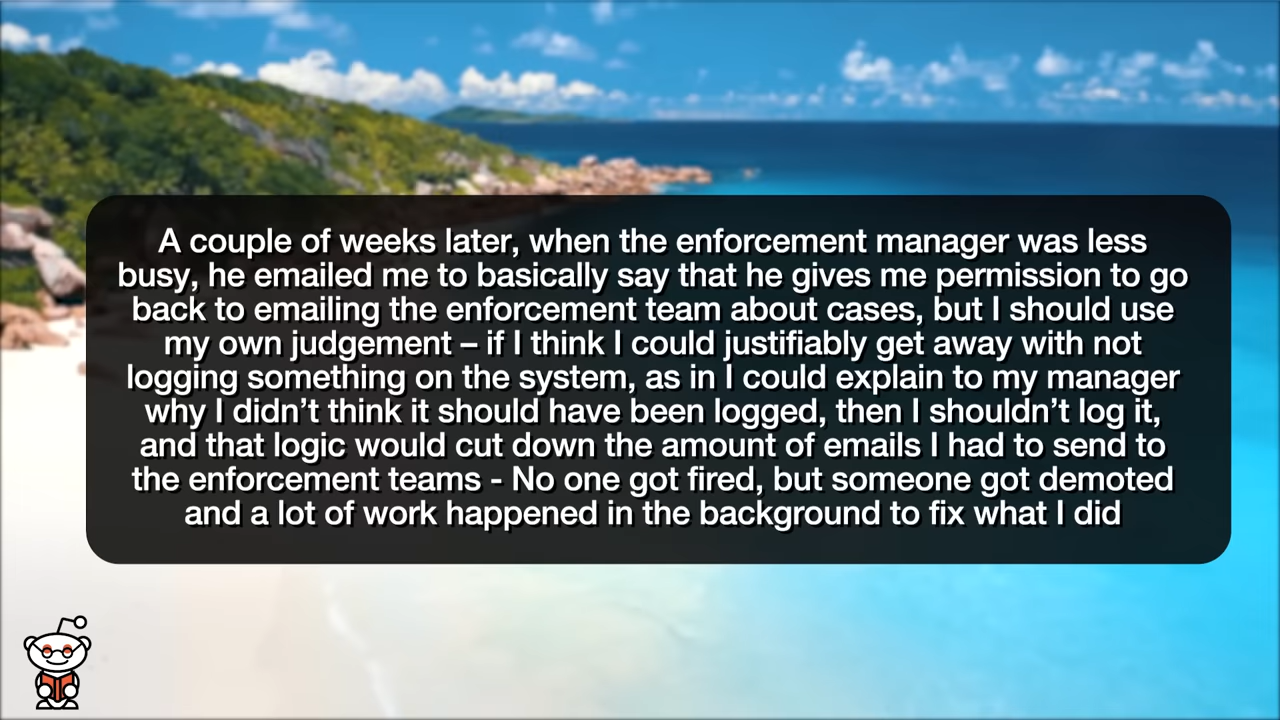 A couple of weeks later, when the enforcement manager was less
busy, he emailed me to basically say that he gives me permission to go
back to emailing the enforcement team about cases, but I should use
my own judgement – if I think I could justifiably get away with not
logging something on the system, as in I could explain to my manager
why I didn’t think it should have been logged, then I shouldn’t log it,
and that logic would cut down the amount of emails I had to send to
the enforcement teams - No one got fired, but someone got demoted
and a lot of work happened in the background to fix what I did